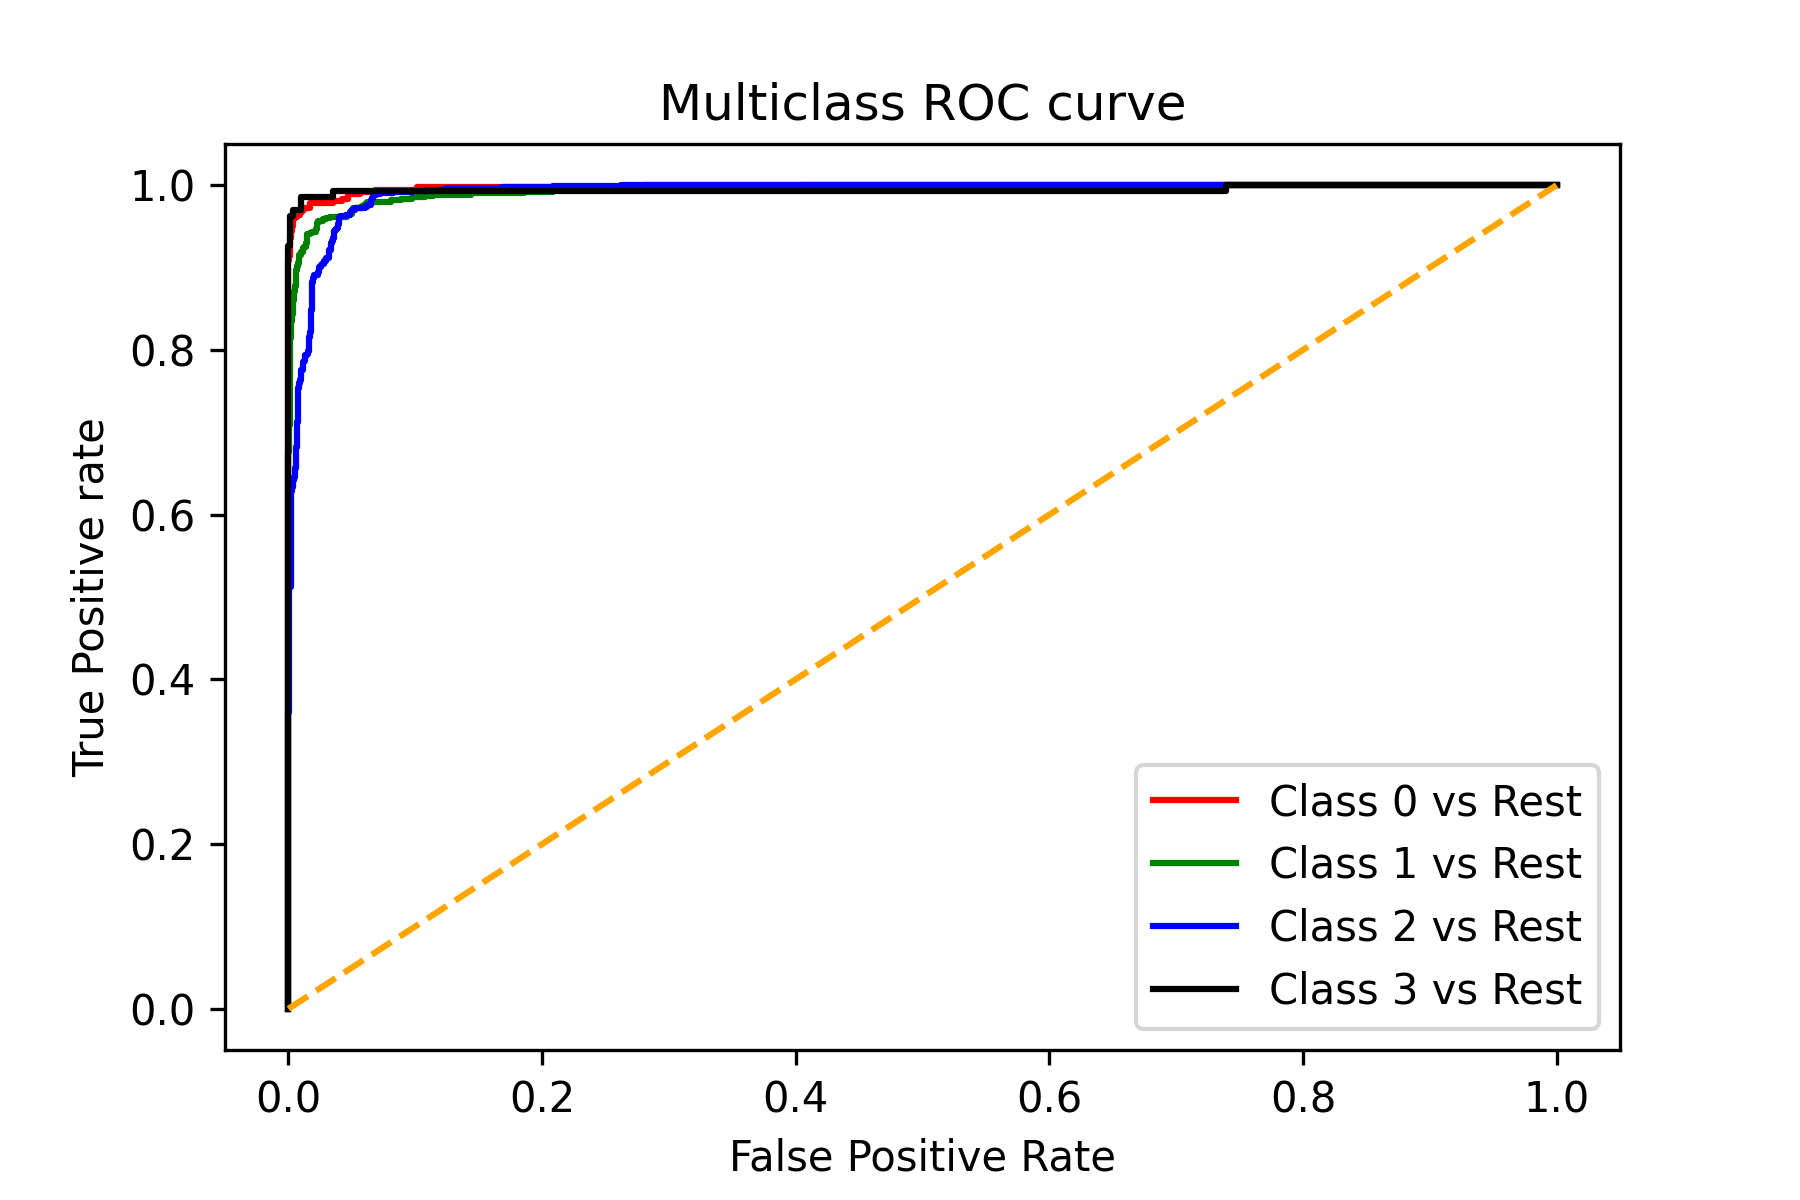 Multiclass ROC curve
1.0
0.8
0.6
0.4
0.2
0.0
True Positive rate
Class 0 vs Rest
Class 1 vs Rest
Class 2 vs Rest
Class 3 vs Rest
0.0 0.2 0.4 0.6 0.8 1.0
False Positive Rate